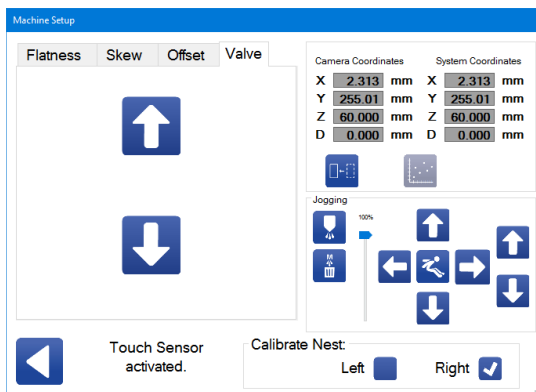 Machine Setup
Flatness Skew Offset Valve
Camera Coordinates System Coordinates
X 2.313 mm X 2.313 mm
Y 255.01 mm Y 255.01 mm
Z 60.000 mm Z 60.000 mm
D 0.000 mm D 0.000 mm
Jogging
100%
M
Touch Sensor
activated.
Calibrate Nest:
Left Right